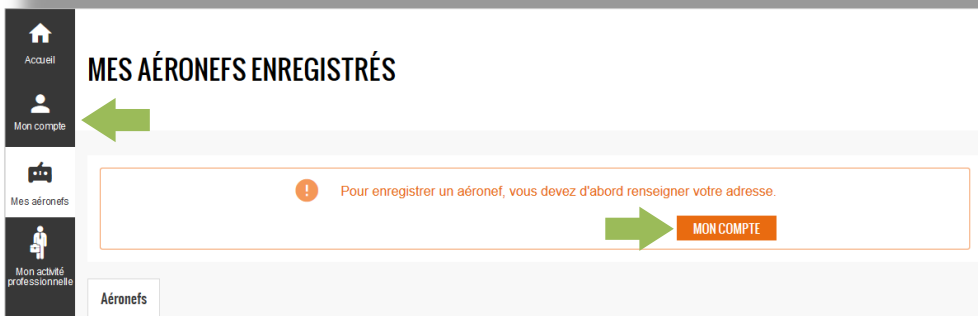 Accueil
MES AÉRONEFS ENREGISTRÉS
Mon compte
Mes aéronefs
Pour enregistrer un aéronef, vous devez d'abord renseigner votre adresse.
MON COMPTE
Mon activité
professionnelle
Aéronefs